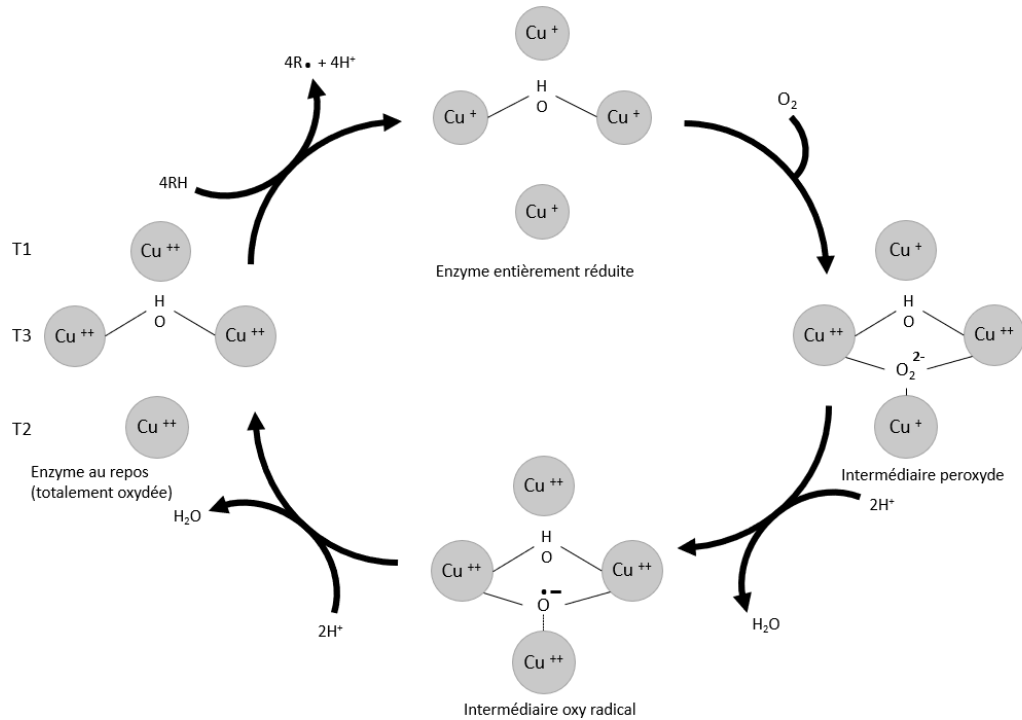 4R• + 4H⁺
4RH
Cu ⁺
H
O
Cu ⁺
Cu ⁺
Cu ⁺
Enzyme entièrement réduite
O₂
T1
T3
T2
Cu ⁺⁺
H
O
Cu ⁺⁺
Cu ⁺⁺
Cu ⁺⁺
Enzyme au repos
(totalement oxydée)
Cu ⁺
H
O
Cu ⁺⁺
Cu ⁺⁺
O₂²⁻
Cu ⁺
Intermédiaire peroxyde
2H⁺
H₂O
Cu ⁺⁺
H
O
Cu ⁺⁺
Cu ⁺⁺
O•⁻
Cu ⁺⁺
Intermédiaire oxy radical
2H⁺
H₂O